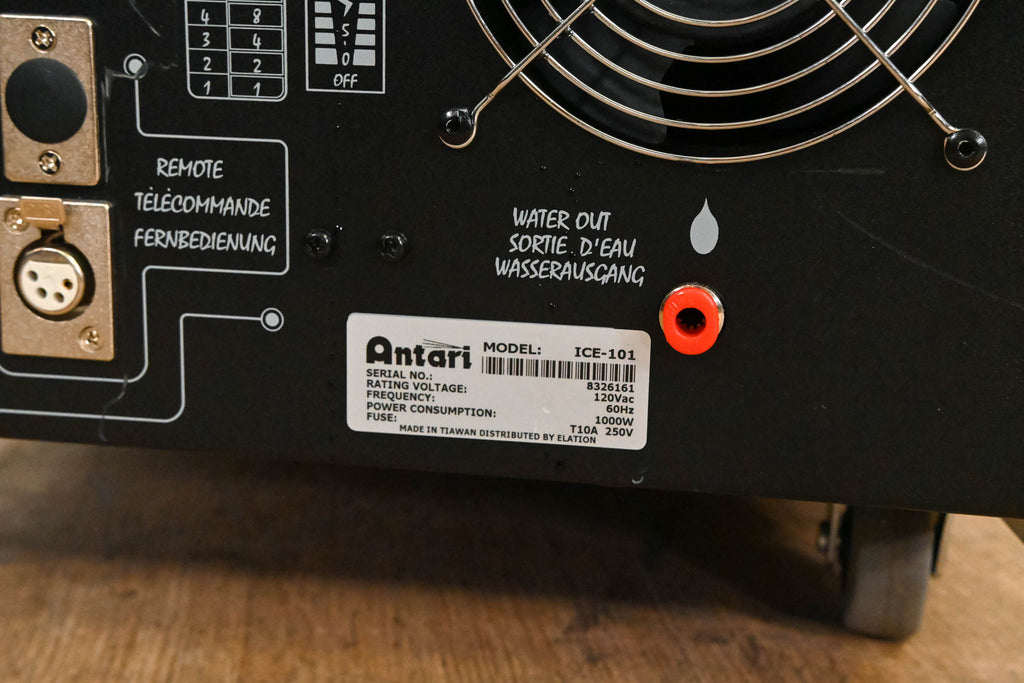 4 8
3 4
2 2
1 1
5
0
OFF
REMOTE
TÉLÉCOMMANDE
FERNBEDIENUNG
WATER OUT
SORTIE D'EAU
WASSERAUSGANG
Antari MODEL: ICE-101
SERIAL NO.: 8326161
RATING VOLTAGE: 120Vac
FREQUENCY: 60Hz
POWER CONSUMPTION: 1000W
FUSE: T10A 250V
MADE IN TIAWAN DISTRIBUTED BY ELATION